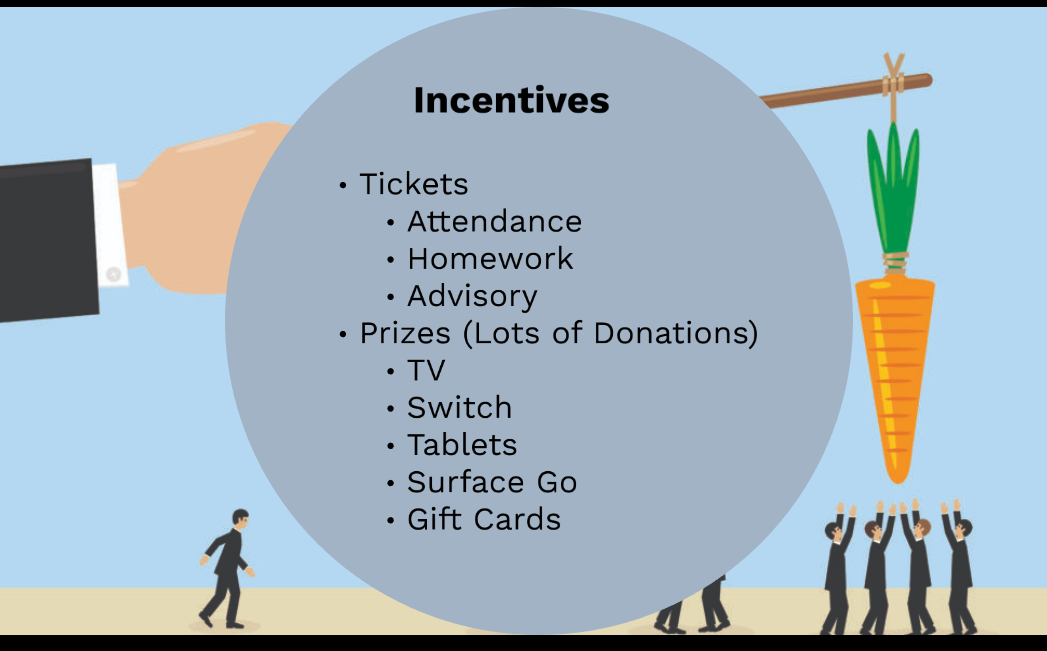 Incentives
• Tickets
• Attendance
• Homework
• Advisory
• Prizes (Lots of Donations)
• TV
• Switch
• Tablets
• Surface Go
• Gift Cards